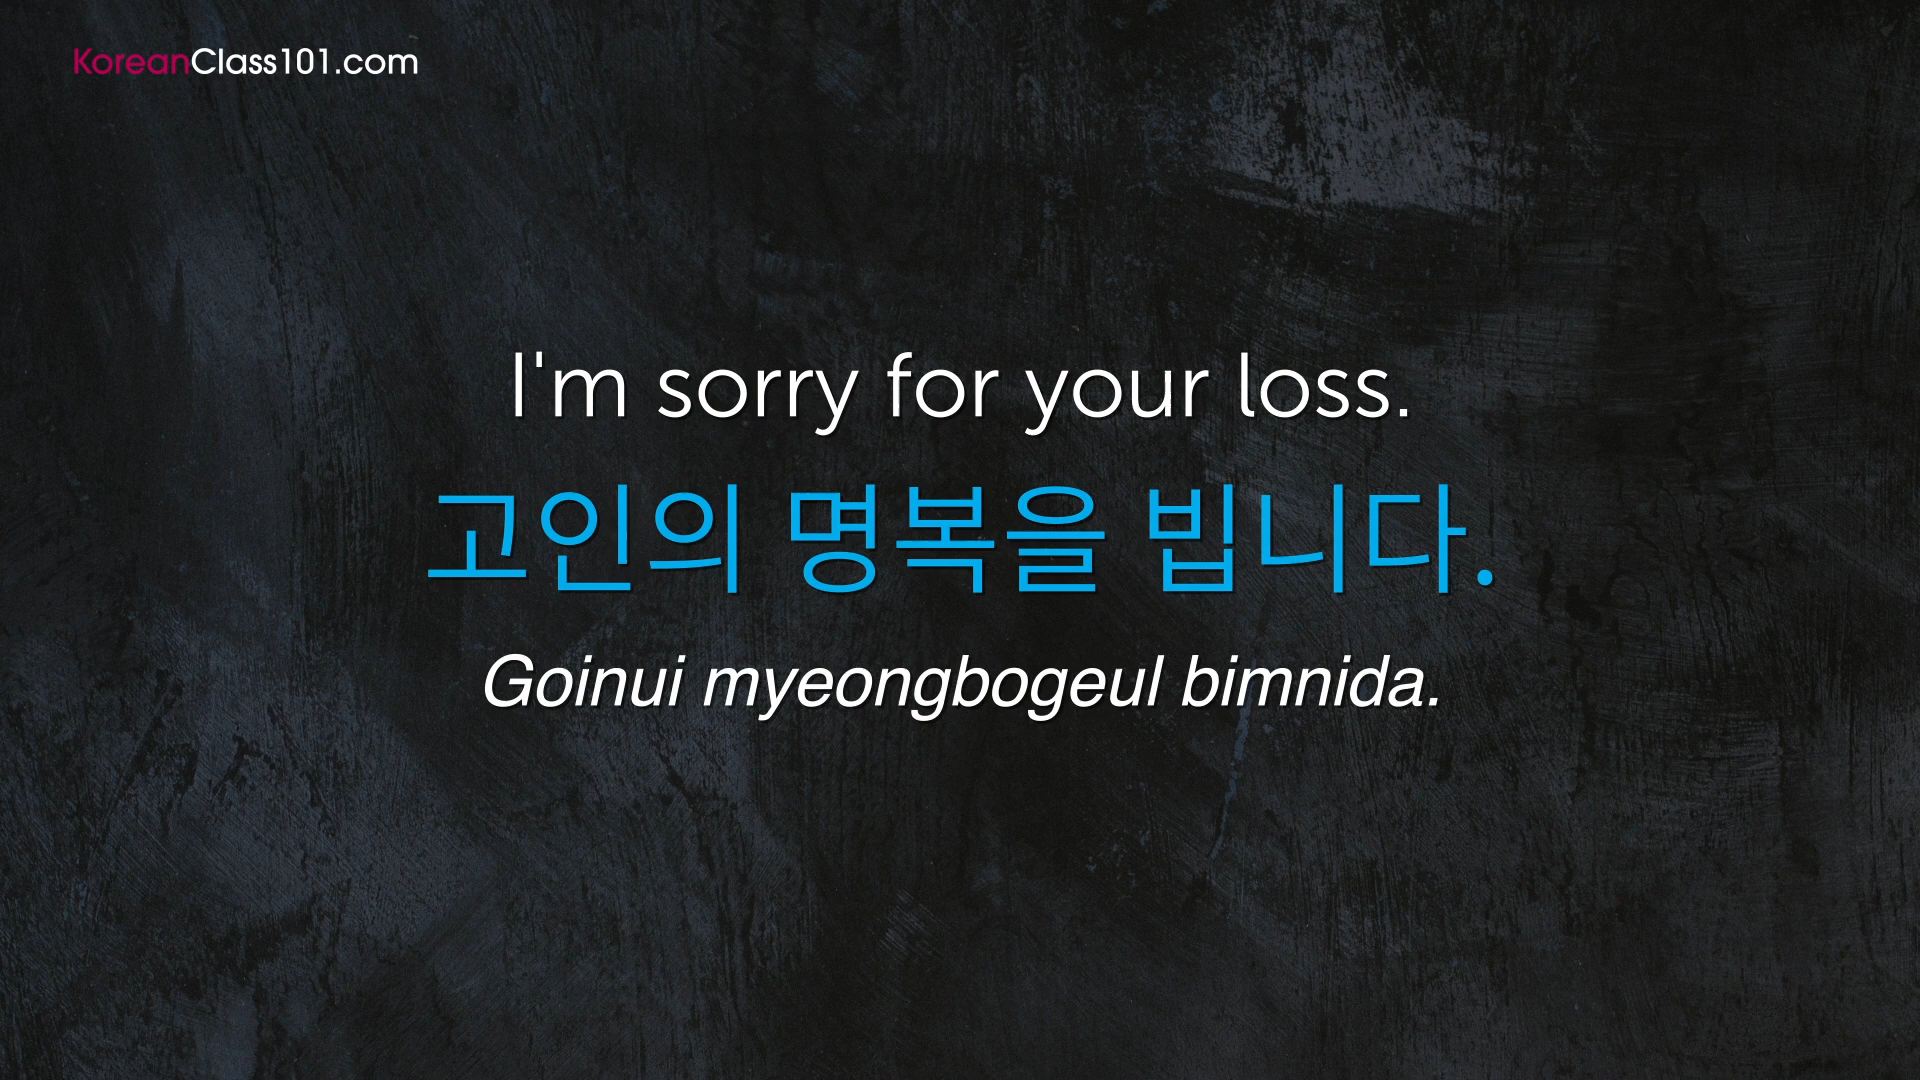 KoreanClass101.com
I'm sorry for your loss.
고인의 명복을 빕니다.
Goinui myeongbogeul bimnida.